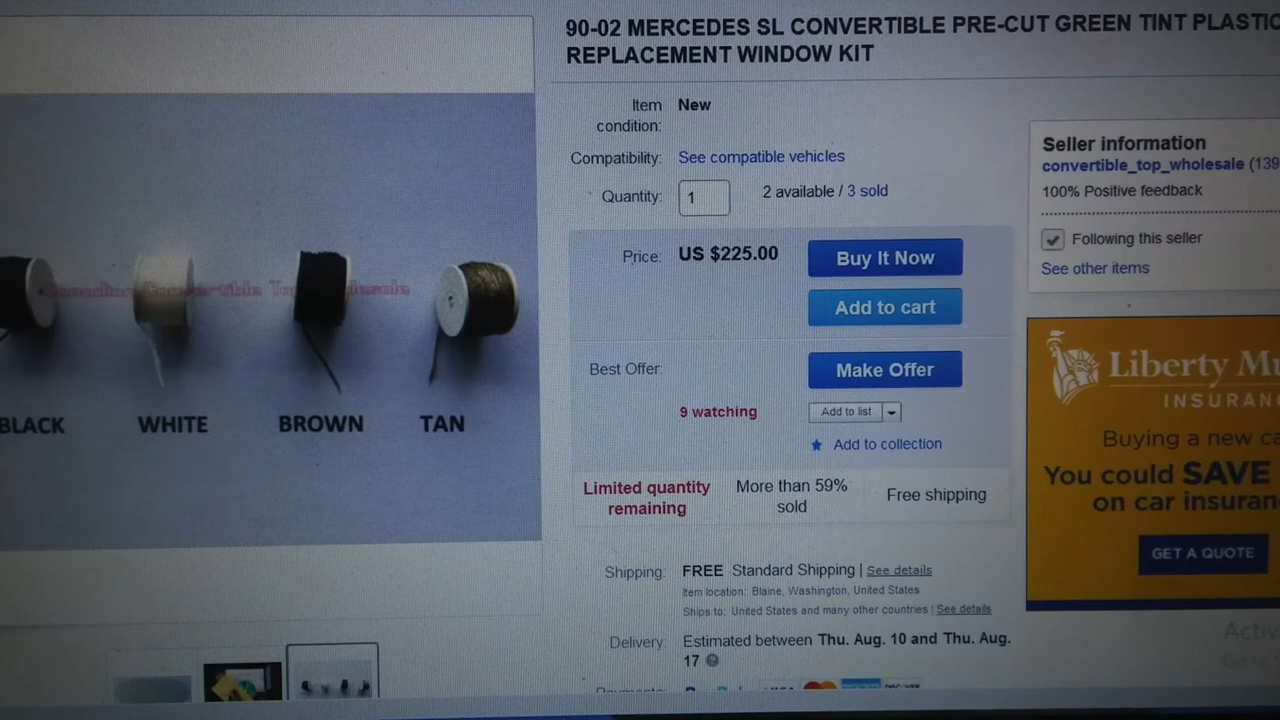 90-02 MERCEDES SL CONVERTIBLE PRE-CUT GREEN TINT PLASTIC
REPLACEMENT WINDOW KIT
Item
condition:
New
Compatibility: See compatible vehicles
Quantity: 1 2 available / 3 sold
Price: US $225.00 Buy It Now
Add to cart
Best Offer: Make Offer
9 watching Add to list
Add to collection
Limited quantity
remaining
More than 59%
sold
Free shipping
Shipping: FREE Standard Shipping | See details
Item location: Blaine, Washington, United States
Ships to: United States and many other countries | See details
Delivery: Estimated between Thu. Aug. 10 and Thu. Aug.
17
BLACK WHITE BROWN TAN
Seller information
convertible_top_wholesale (139
100% Positive feedback
Following this seller
See other items
Liberty
INSURAN
Buying a new
You could SAVE
on car
GET A QUOTE